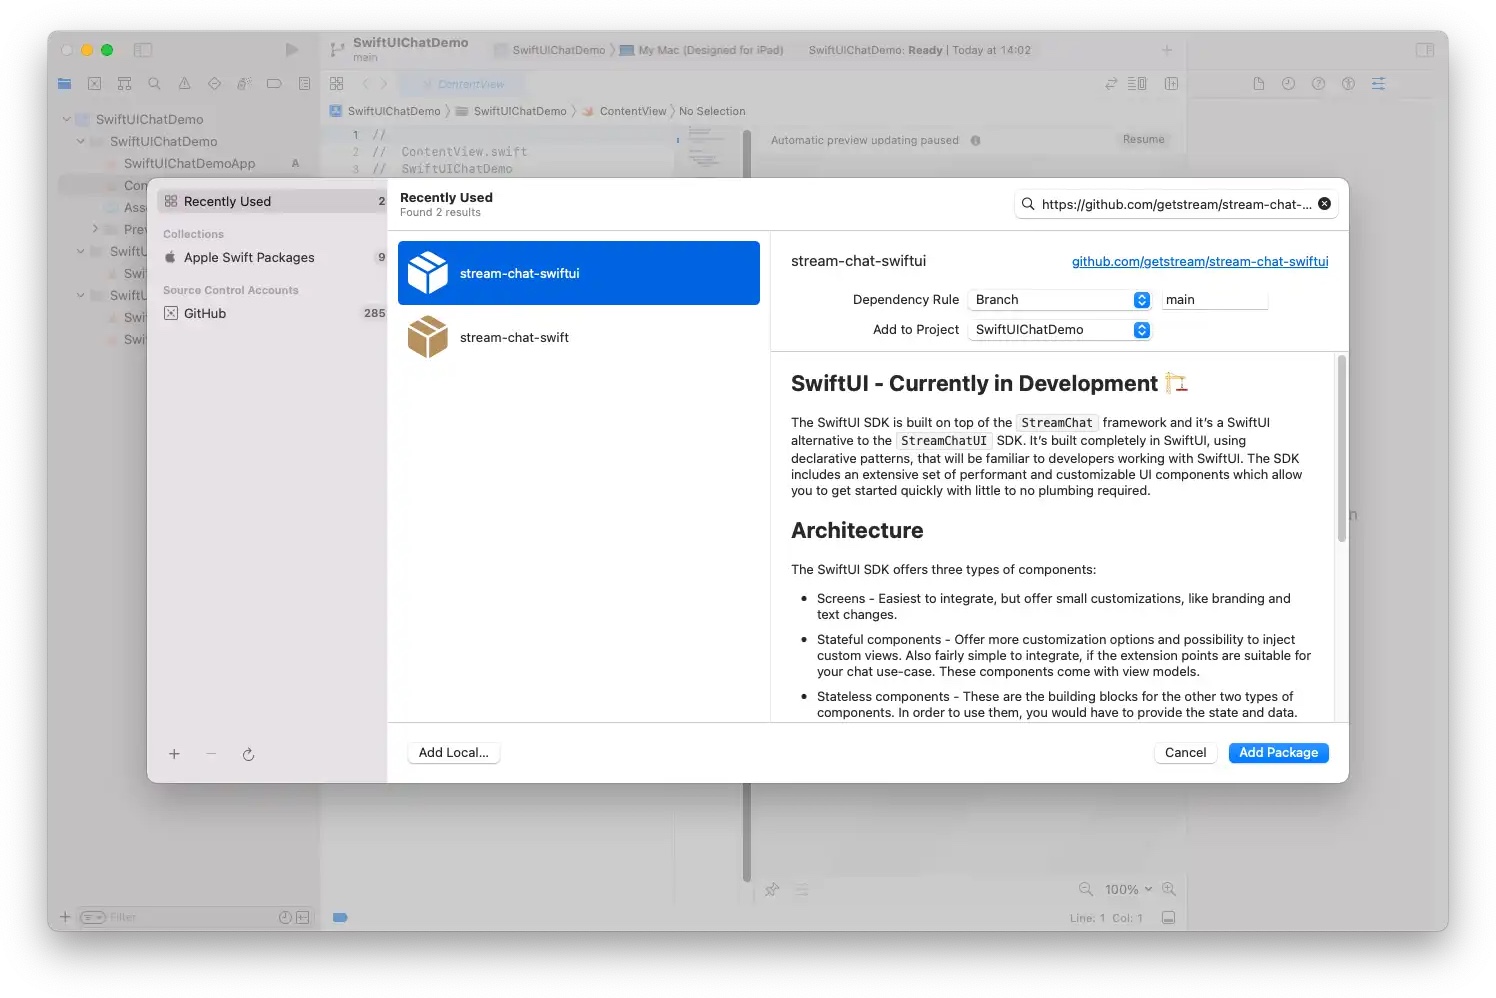 SwiftUIChatDemo
main
SwiftUIChatDemo
My Mac (Designed for iPad)
SwiftUIChatDemo: Ready | Today at 14:02
ContentView
SwiftUIChatDemo
SwiftUIChatDemo
ContentView
No Selection
SwiftUIChatDemo
SwiftUIChatDemo
SwiftUIChatDemoApp A
Con
Asse
Prev
SwiftU
Swif
SwiftU
Swi
Swi
1 //
2 // ContentView.swift
3 // SwiftUIChatDemo
Automatic preview updating paused
Resume
Recently Used 2
Collections
Apple Swift Packages 9
Source Control Accounts
GitHub 285
Recently Used
Found 2 results
https://github.com/getstream/stream-chat-...
stream-chat-swiftui
stream-chat-swift
stream-chat-swiftui
github.com/getstream/stream-chat-swiftui
Dependency Rule Branch main
Add to Project SwiftUIChatDemo
SwiftUI - Currently in Development 🏗
The SwiftUI SDK is built on top of the StreamChat framework and it's a SwiftUI
alternative to the StreamChatUI SDK. It's built completely in SwiftUI, using
declarative patterns, that will be familiar to developers working with SwiftUI. The SDK
includes an extensive set of performant and customizable UI components which allow
you to get started quickly with little to no plumbing required.
Architecture
The SwiftUI SDK offers three types of components:
• Screens - Easiest to integrate, but offer small customizations, like branding and
text changes.
• Stateful components - Offer more customization options and possibility to inject
custom views. Also fairly simple to integrate, if the extension points are suitable for
your chat use-case. These components come with view models.
• Stateless components - These are the building blocks for the other two types of
components. In order to use them, you would have to provide the state and data.
Add Local...
Cancel
Add Package
100%
Filter
Line: 1 Col: 1